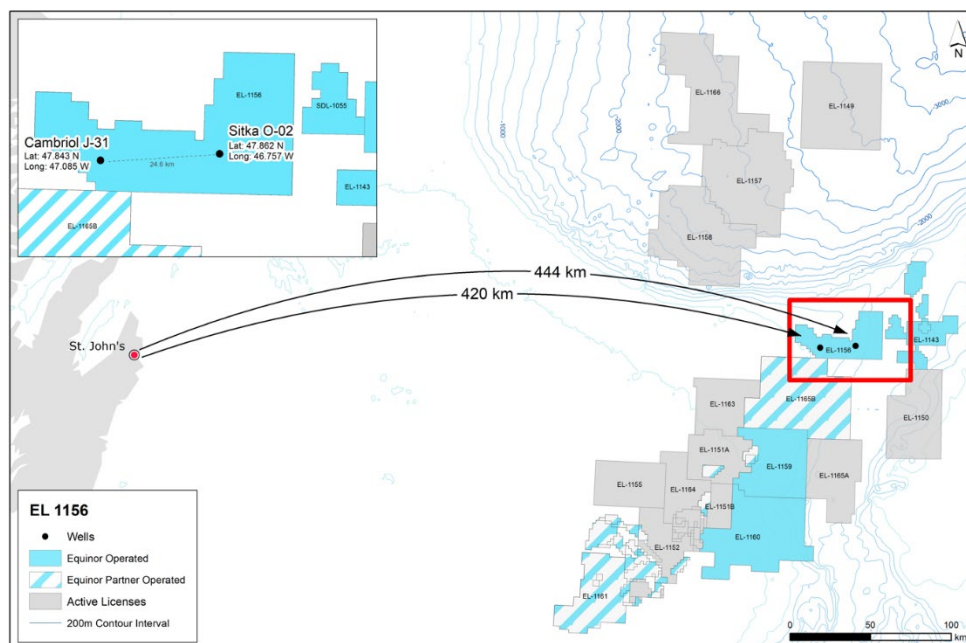 EL-1156
SDL-1055
Cambriol J-31
Lat: 47.843 N
Long: 47.085 W
24.6 km
Sitka O-02
Lat: 47.862 N
Long: 46.757 W
EL-1143
EL-1165B
N
EL-1166
EL-1149
-1000
-2000
-3000
EL-1157
EL-1158
-2000
444 km
420 km
St. John's
EL-1156
EL-1143
EL-1165B
EL-1163
EL-1150
EL-1151A
EL-1159
EL-1155
EL-1164
EL-1165A
EL-1151B
EL-1152
EL-1160
EL-1161
EL 1156
Wells
Equinor Operated
Equinor Partner Operated
Active Licenses
200m Contour Interval
0 50 100
km